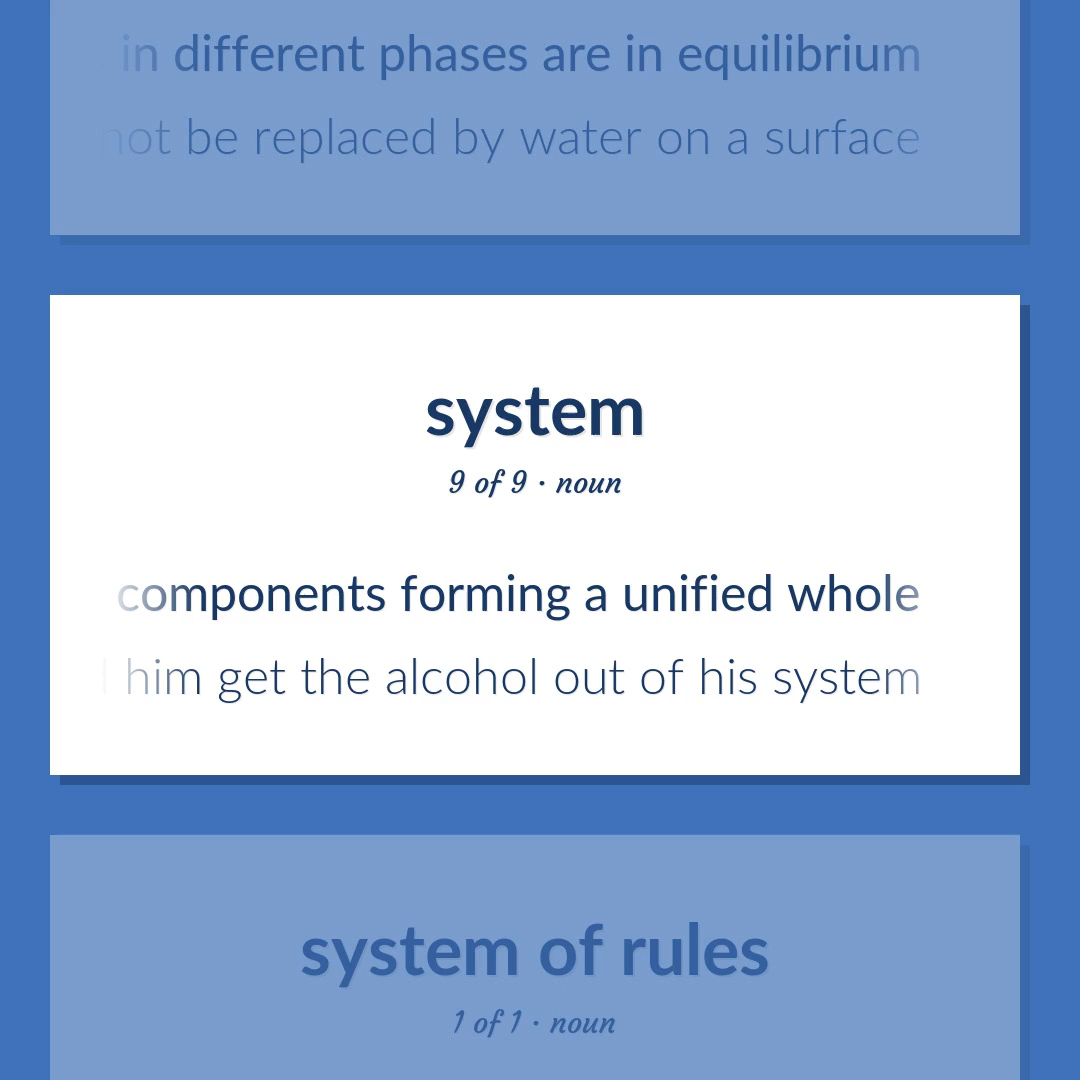 in different phases are in equilibrium
not be replaced by water on a surface
system
9 of 9 · noun
components forming a unified whole
him get the alcohol out of his system
system of rules
1 of 1 · noun